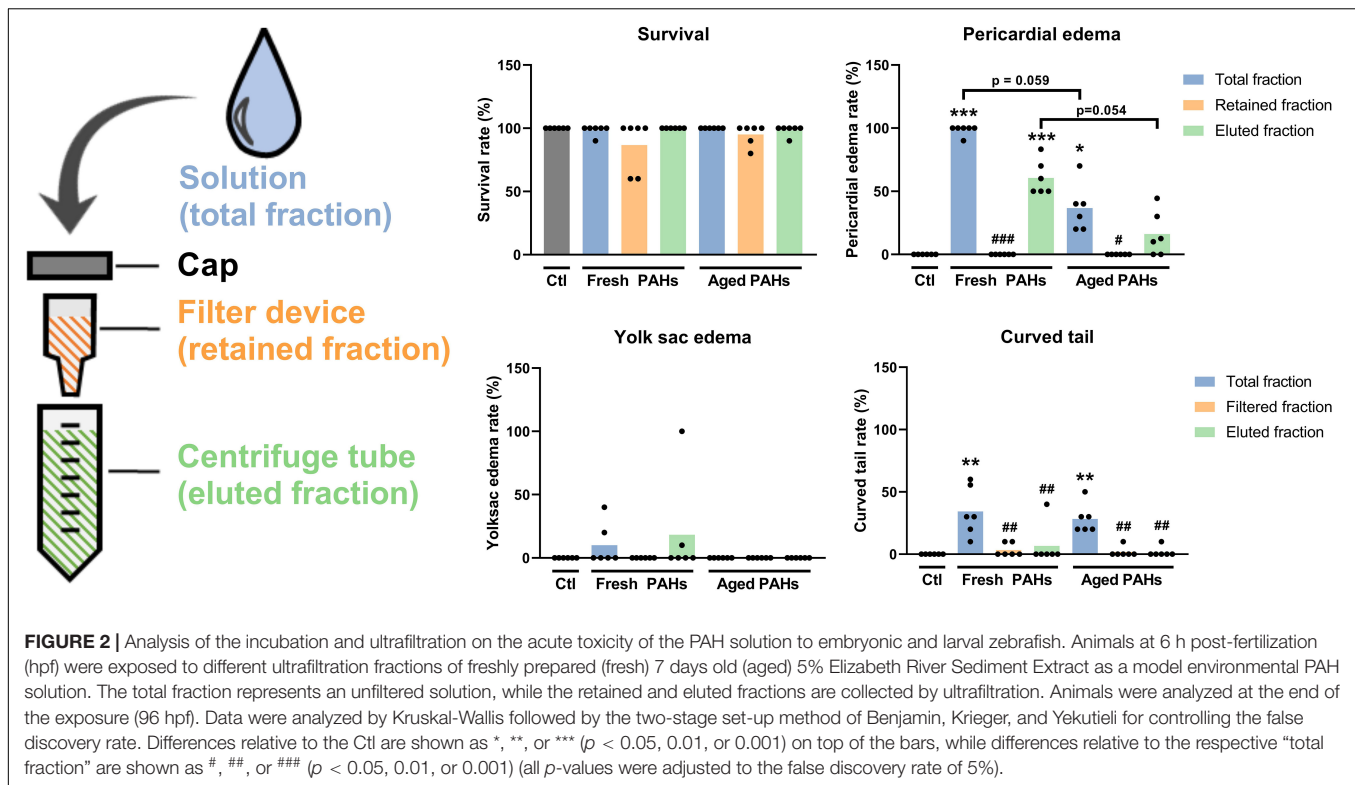 Solution
(total fraction)
Cap
Filter device
(retained fraction)
Centrifuge tube
(eluted fraction)
Survival
Survival rate (%)
150
100
50
0
Ctl
Fresh PAHs
Aged PAHs
Pericardial edema
Pericardial edema rate (%)
150
100
50
0
p = 0.059
p=0.054
***
###
***
*
#
Ctl
Fresh PAHs
Aged PAHs
Total fraction
Retained fraction
Eluted fraction
Yolk sac edema
Yolksac edema rate (%)
150
100
50
0
Ctl
Fresh PAHs
Aged PAHs
Curved tail
Curved tail rate (%)
150
100
50
0
**
##
##
**
##
##
Ctl
Fresh PAHs
Aged PAHs
Total fraction
Filtered fraction
Eluted fraction
FIGURE 2 | Analysis of the incubation and ultrafiltration on the acute toxicity of the PAH solution to embryonic and larval zebrafish. Animals at 6 h post-fertilization
(hpf) were exposed to different ultrafiltration fractions of freshly prepared (fresh) 7 days old (aged) 5% Elizabeth River Sediment Extract as a model environmental PAH
solution. The total fraction represents an unfiltered solution, while the retained and eluted fractions are collected by ultrafiltration. Animals were analyzed at the end of
the exposure (96 hpf). Data were analyzed by Kruskal-Wallis followed by the two-stage set-up method of Benjamin, Krieger, and Yekutieli for controlling the false
discovery rate. Differences relative to the Ctl are shown as *, **, or *** (p < 0.05, 0.01, or 0.001) on top of the bars, while differences relative to the respective “total
fraction” are shown as #, ##, or ### (p < 0.05, 0.01, or 0.001) (all p-values were adjusted to the false discovery rate of 5%).